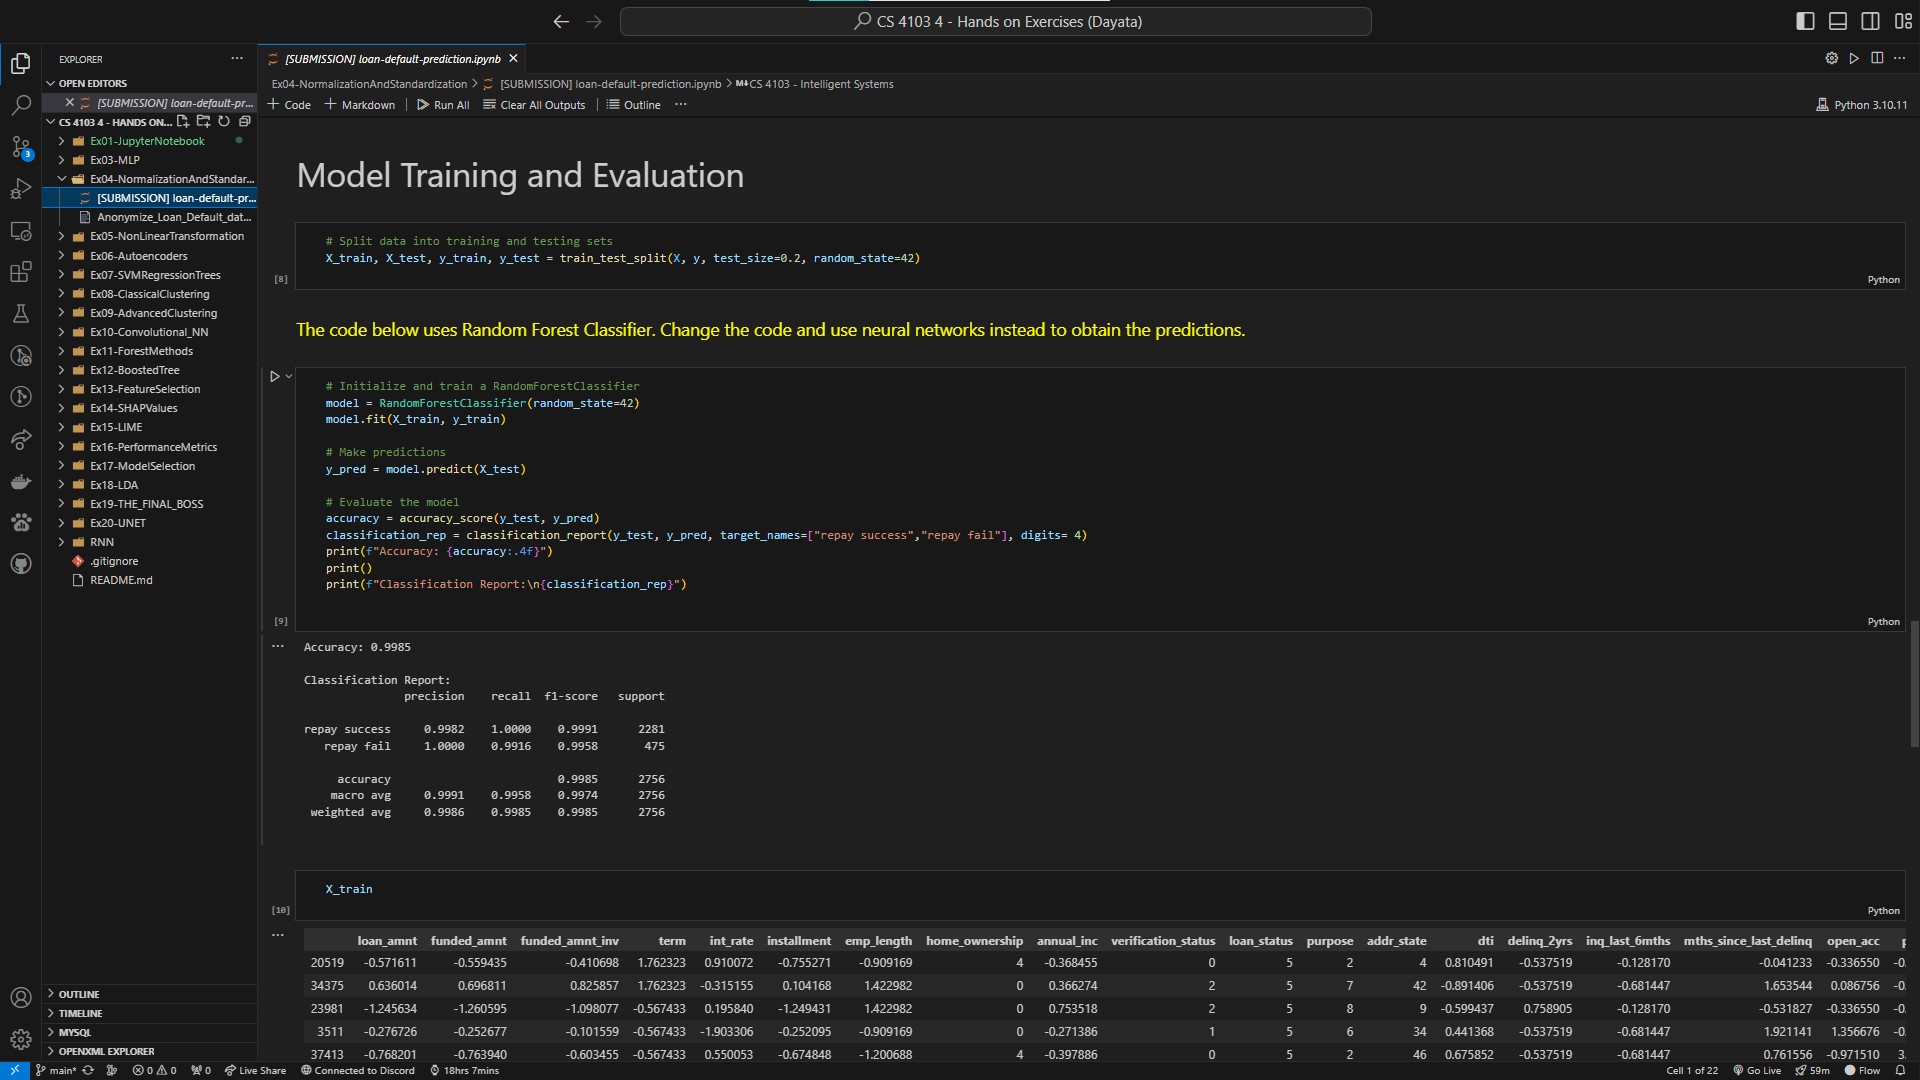 CS 4103 4 - Hands on Exercises (Dayata)
EXPLORER
[SUBMISSION] loan-default-prediction.ipynb
OPEN EDITORS
[SUBMISSION] loan-default-pr...
CS 4103 4 - HANDS ON...
Ex01-JupyterNotebook
Ex03-MLP
Ex04-NormalizationAndStandar...
[SUBMISSION] loan-default-pr...
Anonymize_Loan_Default_dat...
Ex05-NonLinearTransformation
Ex06-Autoencoders
Ex07-SVMRegressionTrees
Ex08-ClassicalClustering
Ex09-AdvancedClustering
Ex10-Convolutional_NN
Ex11-ForestMethods
Ex12-BoostedTree
Ex13-FeatureSelection
Ex14-SHAPValues
Ex15-LIME
Ex16-PerformanceMetrics
Ex17-ModelSelection
Ex18-LDA
Ex19-THE_FINAL_BOSS
Ex20-UNET
RNN
.gitignore
README.md
OUTLINE
TIMELINE
MYSQL
OPENXML EXPLORER
3
Ex04-NormalizationAndStandardization > [SUBMISSION] loan-default-prediction.ipynb > M↓CS 4103 - Intelligent Systems
+ Code + Markdown | Run All Clear All Outputs | Outline ...
Python 3.10.11
Model Training and Evaluation
# Split data into training and testing sets
X_train, X_test, y_train, y_test = train_test_split(X, y, test_size=0.2, random_state=42)
[8]
Python
The code below uses Random Forest Classifier. Change the code and use neural networks instead to obtain the predictions.
# Initialize and train a RandomForestClassifier
model = RandomForestClassifier(random_state=42)
model.fit(X_train, y_train)
# Make predictions
y_pred = model.predict(X_test)
# Evaluate the model
accuracy = accuracy_score(y_test, y_pred)
classification_rep = classification_report(y_test, y_pred, target_names=["repay success","repay fail"], digits= 4)
print(f"Accuracy: {accuracy:.4f}")
print()
print(f"Classification Report:\n{classification_rep}")
[9]
Python
Accuracy: 0.9985
Classification Report:
precision recall f1-score support
repay success 0.9982 1.0000 0.9991 2281
repay fail 1.0000 0.9916 0.9958 475
accuracy 0.9985 2756
macro avg 0.9991 0.9958 0.9974 2756
weighted avg 0.9986 0.9985 0.9985 2756
X_train
[10]
Python
loan_amnt funded_amnt funded_amnt_inv term int_rate installment emp_length home_ownership annual_inc verification_status loan_status purpose addr_state dti delinq_2yrs inq_last_6mths mths_since_last_delinq open_acc
20519 -0.571611 -0.559435 -0.410698 1.762323 0.910072 -0.755271 -0.909169 4 -0.368455 0 5 2 4 0.810491 -0.537519 -0.128170 -0.041233 -0.336550 -0.
34375 0.636014 0.696811 0.825857 1.762323 -0.315155 0.104168 1.422982 0 0.366274 2 5 7 42 -0.891406 -0.537519 -0.681447 1.653544 0.086756 -0.
23981 -1.245634 -1.260595 -1.098077 -0.567433 0.195840 -1.249431 1.422982 0 0.753518 2 5 8 9 -0.599437 0.758905 -0.128170 -0.531827 -0.336550 -0.
3511 -0.276726 -0.252677 -0.101559 -0.567433 -1.903306 -0.252095 -0.909169 0 -0.271386 1 5 6 34 0.441368 -0.537519 -0.681447 1.921141 1.356676 -0.
37413 -0.768201 -0.763940 -0.603455 -0.567433 0.550053 -0.674848 -1.200688 4 -0.397886 0 5 2 46 0.675852 -0.537519 -0.681447 0.761556 -0.971510 3.
main* 0 0 0 Live Share Connected to Discord 18hrs 7mins Cell 1 of 22 Go Live 59m Flow